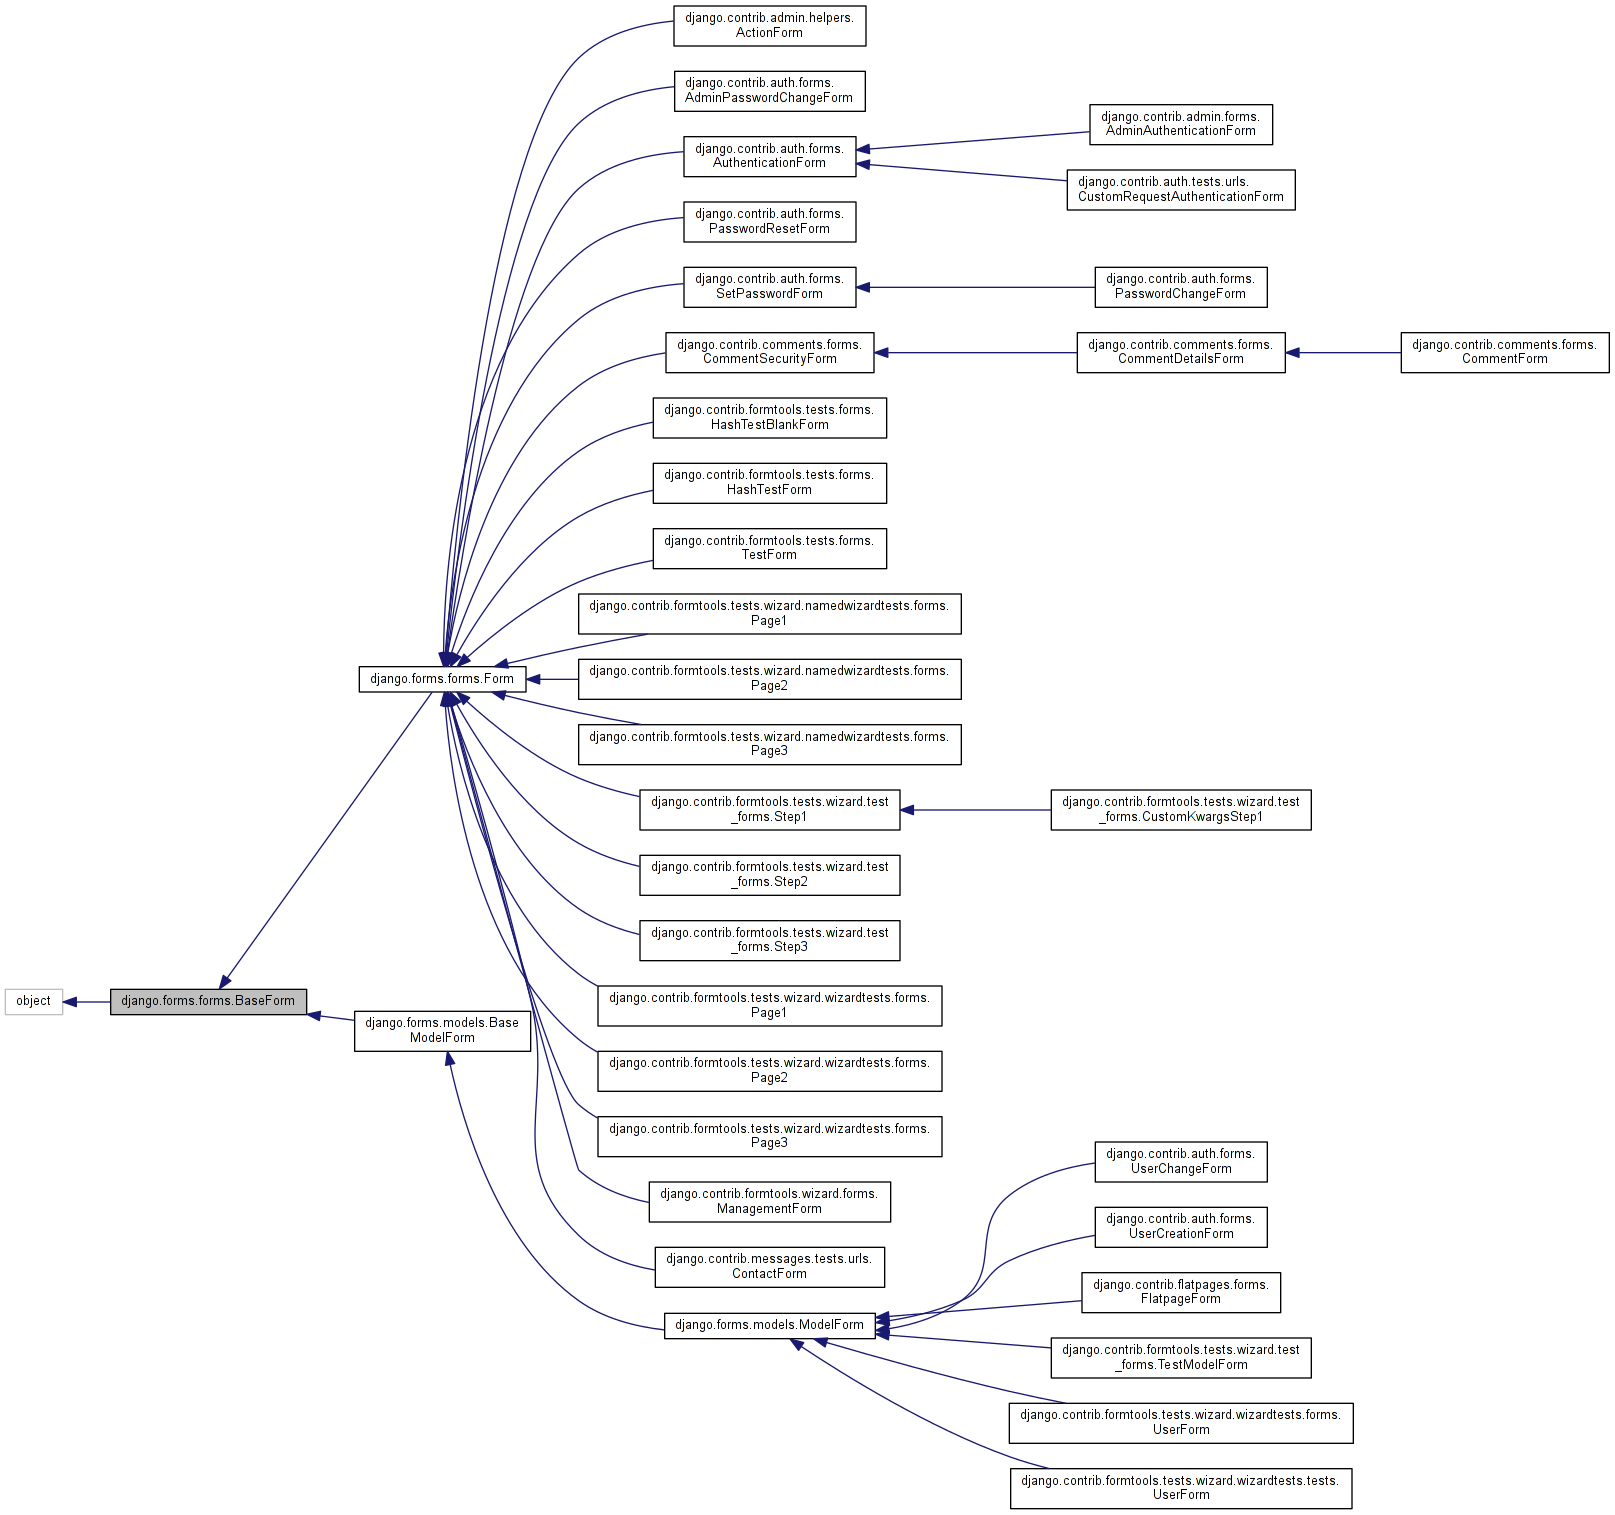 django.contrib.admin.helpers.
ActionForm
django.contrib.auth.forms.
AdminPasswordChangeForm
django.contrib.admin.forms.
AdminAuthenticationForm
django.contrib.auth.forms.
AuthenticationForm
django.contrib.auth.tests.urls.
CustomRequestAuthenticationForm
django.contrib.auth.forms.
PasswordResetForm
django.contrib.auth.forms.
SetPasswordForm
django.contrib.auth.forms.
PasswordChangeForm
django.contrib.comments.forms.
CommentSecurityForm
django.contrib.comments.forms.
CommentDetailsForm
django.contrib.comments.forms.
CommentForm
django.contrib.formtools.tests.forms.
HashTestBlankForm
django.contrib.formtools.tests.forms.
HashTestForm
django.contrib.formtools.tests.forms.
TestForm
django.contrib.formtools.tests.wizard.namedwizardtests.forms.
Page1
django.forms.forms.Form
django.contrib.formtools.tests.wizard.namedwizardtests.forms.
Page2
django.contrib.formtools.tests.wizard.namedwizardtests.forms.
Page3
django.contrib.formtools.tests.wizard.test
_forms.Step1
django.contrib.formtools.tests.wizard.test
_forms.CustomKwargsStep1
django.contrib.formtools.tests.wizard.test
_forms.Step2
django.contrib.formtools.tests.wizard.test
_forms.Step3
object
django.forms.forms.BaseForm
django.contrib.formtools.tests.wizard.wizardtests.forms.
Page1
django.forms.models.Base
ModelForm
django.contrib.formtools.tests.wizard.wizardtests.forms.
Page2
django.contrib.formtools.tests.wizard.wizardtests.forms.
Page3
django.contrib.auth.forms.
UserChangeForm
django.contrib.formtools.wizard.forms.
ManagementForm
django.contrib.auth.forms.
UserCreationForm
django.contrib.messages.tests.urls.
ContactForm
django.contrib.flatpages.forms.
FlatpageForm
django.forms.models.ModelForm
django.contrib.formtools.tests.wizard.test
_forms.TestModelForm
django.contrib.formtools.tests.wizard.wizardtests.forms.
UserForm
django.contrib.formtools.tests.wizard.wizardtests.tests.
UserForm